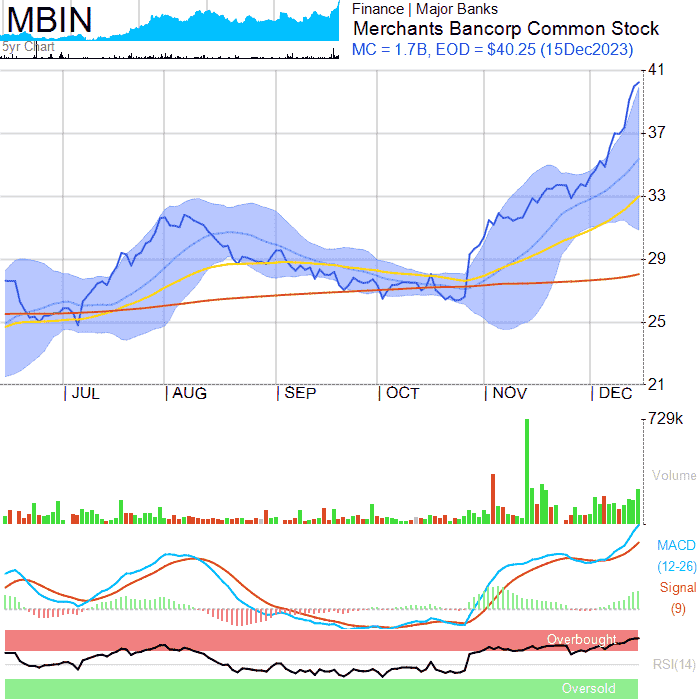 MBIN
5yr Chart
Finance | Major Banks
Merchants Bancorp Common Stock
MC = 1.7B, EOD = $40.25 (15Dec2023)
41
37
33
29
25
21
JUL AUG SEP OCT NOV DEC
729k
Volume
MACD
(12-26)
Signal
(9)
Overbought
RSI(14)
Oversold